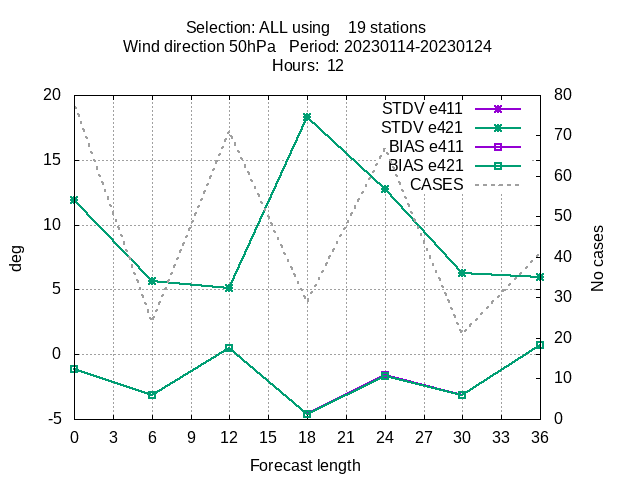 Selection: ALL using    19 stations
Wind direction 50hPa   Period: 20230114-20230124
Hours:  12
STDV e411
STDV e421
BIAS e411
BIAS e421
CASES
20
15
10
5
0
-5
deg
80
70
60
50
40
30
20
10
0
No cases
0 3 6 9 12 15 18 21 24 27 30 33 36
Forecast length